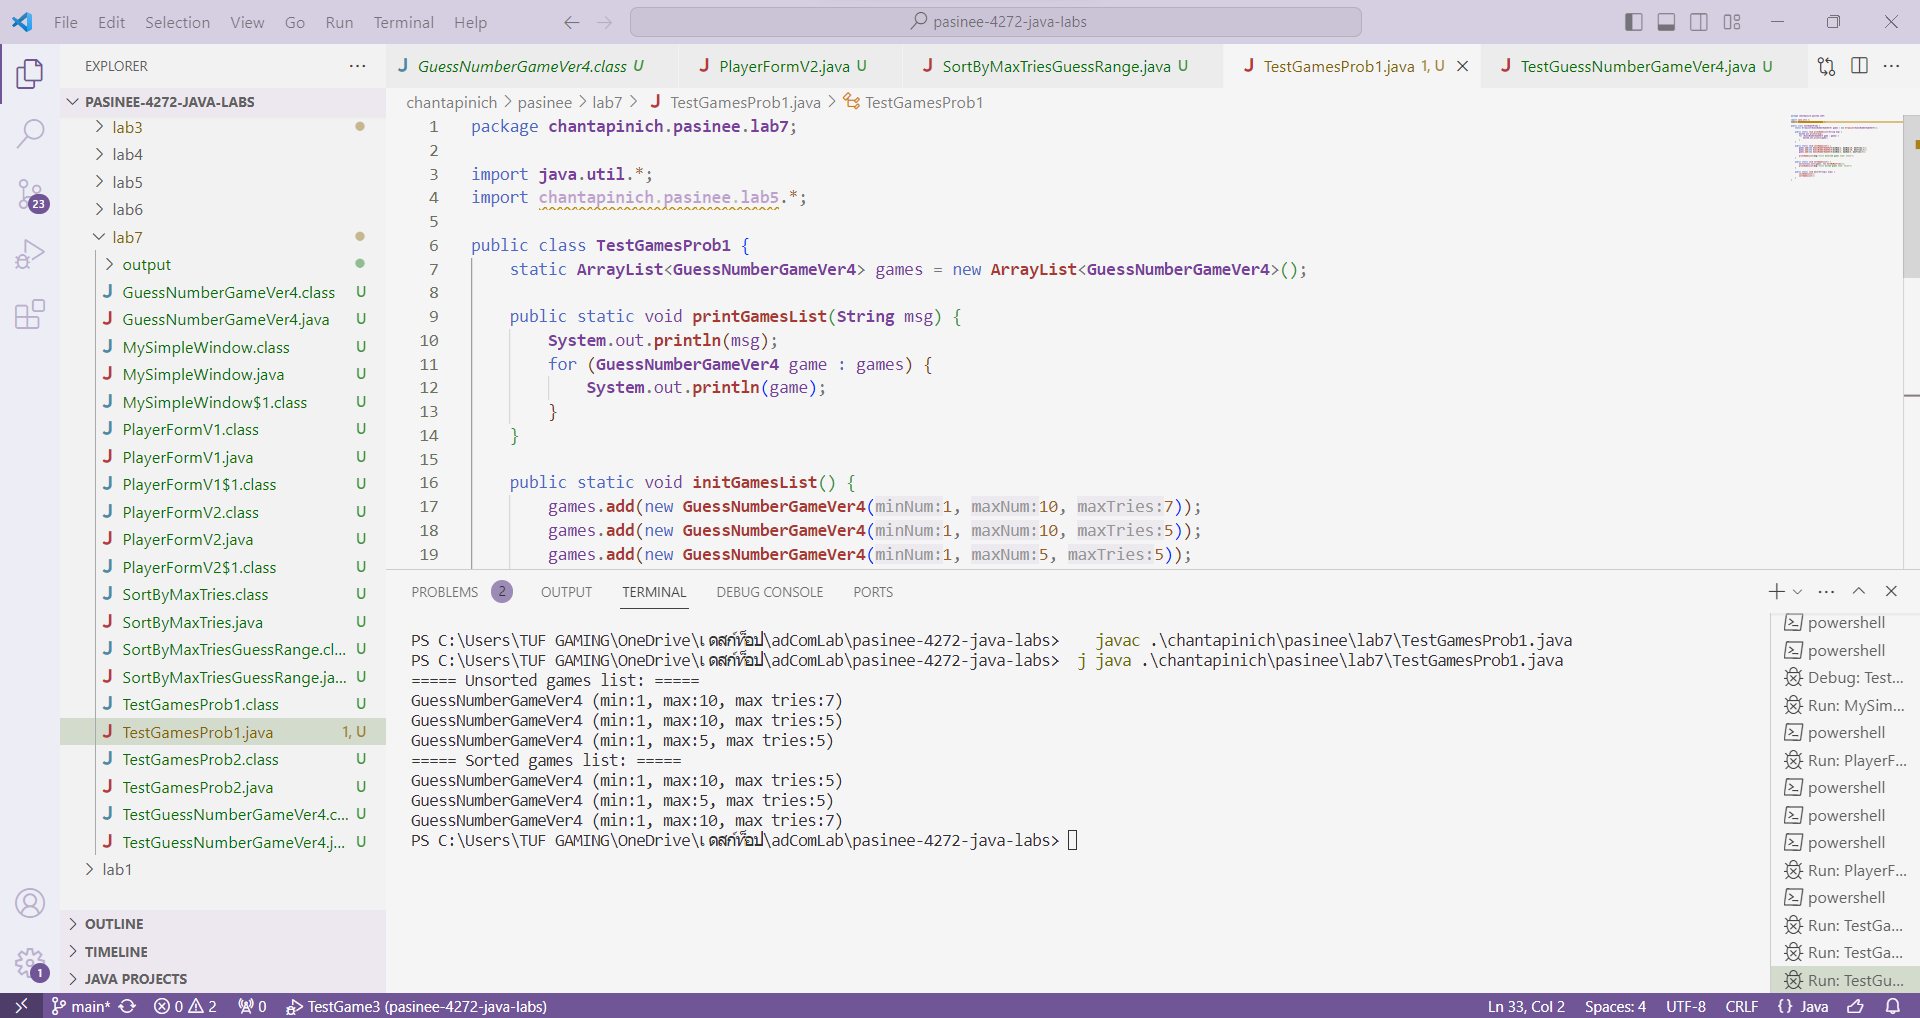 File Edit Selection View Go Run Terminal Help
pasinee-4272-java-labs
EXPLORER
PASINEE-4272-JAVA-LABS
lab3
lab4
lab5
lab6
lab7
output
GuessNumberGameVer4.class U
GuessNumberGameVer4.java U
MySimpleWindow.class U
MySimpleWindow.java U
MySimpleWindow$1.class U
PlayerFormV1.class U
PlayerFormV1.java U
PlayerFormV1$1.class U
PlayerFormV2.class U
PlayerFormV2.java U
PlayerFormV2$1.class U
SortByMaxTries.class U
SortByMaxTries.java U
SortByMaxTriesGuessRange.cl... U
SortByMaxTriesGuessRange.ja... U
TestGamesProb1.class U
TestGamesProb1.java 1, U
TestGamesProb2.class U
TestGamesProb2.java U
TestGuessNumberGameVer4.c... U
TestGuessNumberGameVer4.j... U
lab1
OUTLINE
TIMELINE
JAVA PROJECTS
23
1
GuessNumberGameVer4.class U
PlayerFormV2.java U
SortByMaxTriesGuessRange.java U
TestGamesProb1.java 1, U
TestGuessNumberGameVer4.java U
chantapinich > pasinee > lab7 > TestGamesProb1.java > TestGamesProb1
1 package chantapinich.pasinee.lab7;
2
3 import java.util.*;
4 import chantapinich.pasinee.lab5.*;
5
6 public class TestGamesProb1 {
7 static ArrayList<GuessNumberGameVer4> games = new ArrayList<GuessNumberGameVer4>();
8
9 public static void printGamesList(String msg) {
10 System.out.println(msg);
11 for (GuessNumberGameVer4 game : games) {
12 System.out.println(game);
13 }
14 }
15
16 public static void initGamesList() {
17 games.add(new GuessNumberGameVer4(minNum:1, maxNum:10, maxTries:7));
18 games.add(new GuessNumberGameVer4(minNum:1, maxNum:10, maxTries:5));
19 games.add(new GuessNumberGameVer4(minNum:1, maxNum:5, maxTries:5));
PROBLEMS 2 OUTPUT TERMINAL DEBUG CONSOLE PORTS
PS C:\Users\TUF GAMING\OneDrive\เดสก์ท็อป\adComLab\pasinee-4272-java-labs> javac .\chantapinich\pasinee\lab7\TestGamesProb1.java
PS C:\Users\TUF GAMING\OneDrive\เดสก์ท็อป\adComLab\pasinee-4272-java-labs> j java .\chantapinich\pasinee\lab7\TestGamesProb1.java
===== Unsorted games list: =====
GuessNumberGameVer4 (min:1, max:10, max tries:7)
GuessNumberGameVer4 (min:1, max:10, max tries:5)
GuessNumberGameVer4 (min:1, max:5, max tries:5)
===== Sorted games list: =====
GuessNumberGameVer4 (min:1, max:10, max tries:5)
GuessNumberGameVer4 (min:1, max:5, max tries:5)
GuessNumberGameVer4 (min:1, max:10, max tries:7)
PS C:\Users\TUF GAMING\OneDrive\เดสก์ท็อป\adComLab\pasinee-4272-java-labs>
powershell
powershell
Debug: Test...
Run: MySim...
powershell
Run: PlayerF...
powershell
powershell
powershell
Run: PlayerF...
powershell
Run: TestGa...
Run: TestGa...
Run: TestGu...
main* 0 2 0 TestGame3 (pasinee-4272-java-labs) Ln 33, Col 2 Spaces: 4 UTF-8 CRLF {} Java